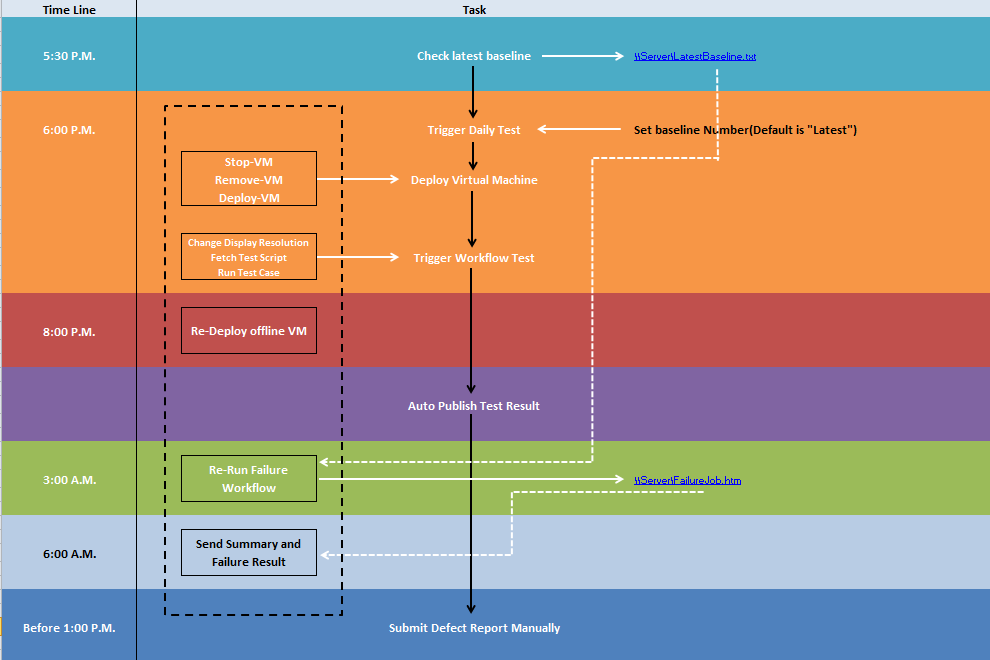 Time Line
Task
5:30 P.M.
Check latest baseline
\\Server\LatestBaseline.txt
6:00 P.M.
Trigger Daily Test
Set baseline Number(Default is "Latest")
Stop-VM
Remove-VM
Deploy-VM
Deploy Virtual Machine
Change Display Resolution
Fetch Test Script
Run Test Case
Trigger Workflow Test
8:00 P.M.
Re-Deploy offline VM
Auto Publish Test Result
3:00 A.M.
Re-Run Failure
Workflow
\\Server\FailureJob.htm
6:00 A.M.
Send Summary and
Failure Result
Before 1:00 P.M.
Submit Defect Report Manually